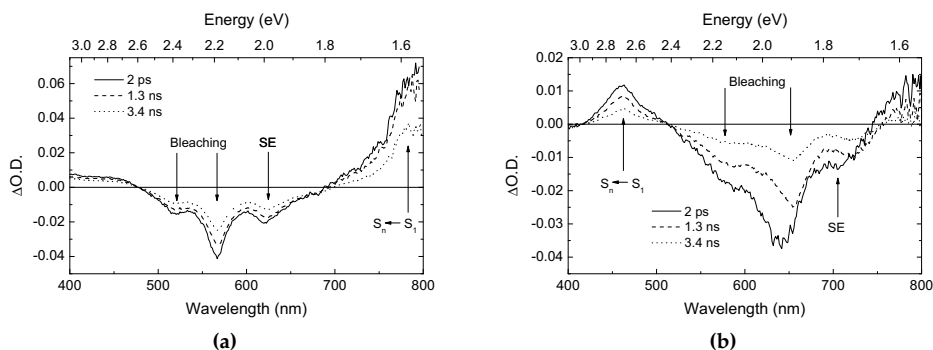 Energy (eV)
3.0 2.8 2.6 2.4 2.2 2.0 1.8 1.6
0.06
0.04
0.02
0.00
-0.02
-0.04
ΔO.D.
2 ps
1.3 ns
3.4 ns
Bleaching
SE
Sn S1
400 500 600 700 800
Wavelength (nm)
(a)
Energy (eV)
3.0 2.8 2.6 2.4 2.2 2.0 1.8 1.6
0.015
0.010
0.005
0.000
-0.01
-0.02
-0.03
-0.04
ΔO.D.
Bleaching
Sn S1
2 ps
1.3 ns
3.4 ns
SE
400 500 600 700 800
Wavelength (nm)
(b)